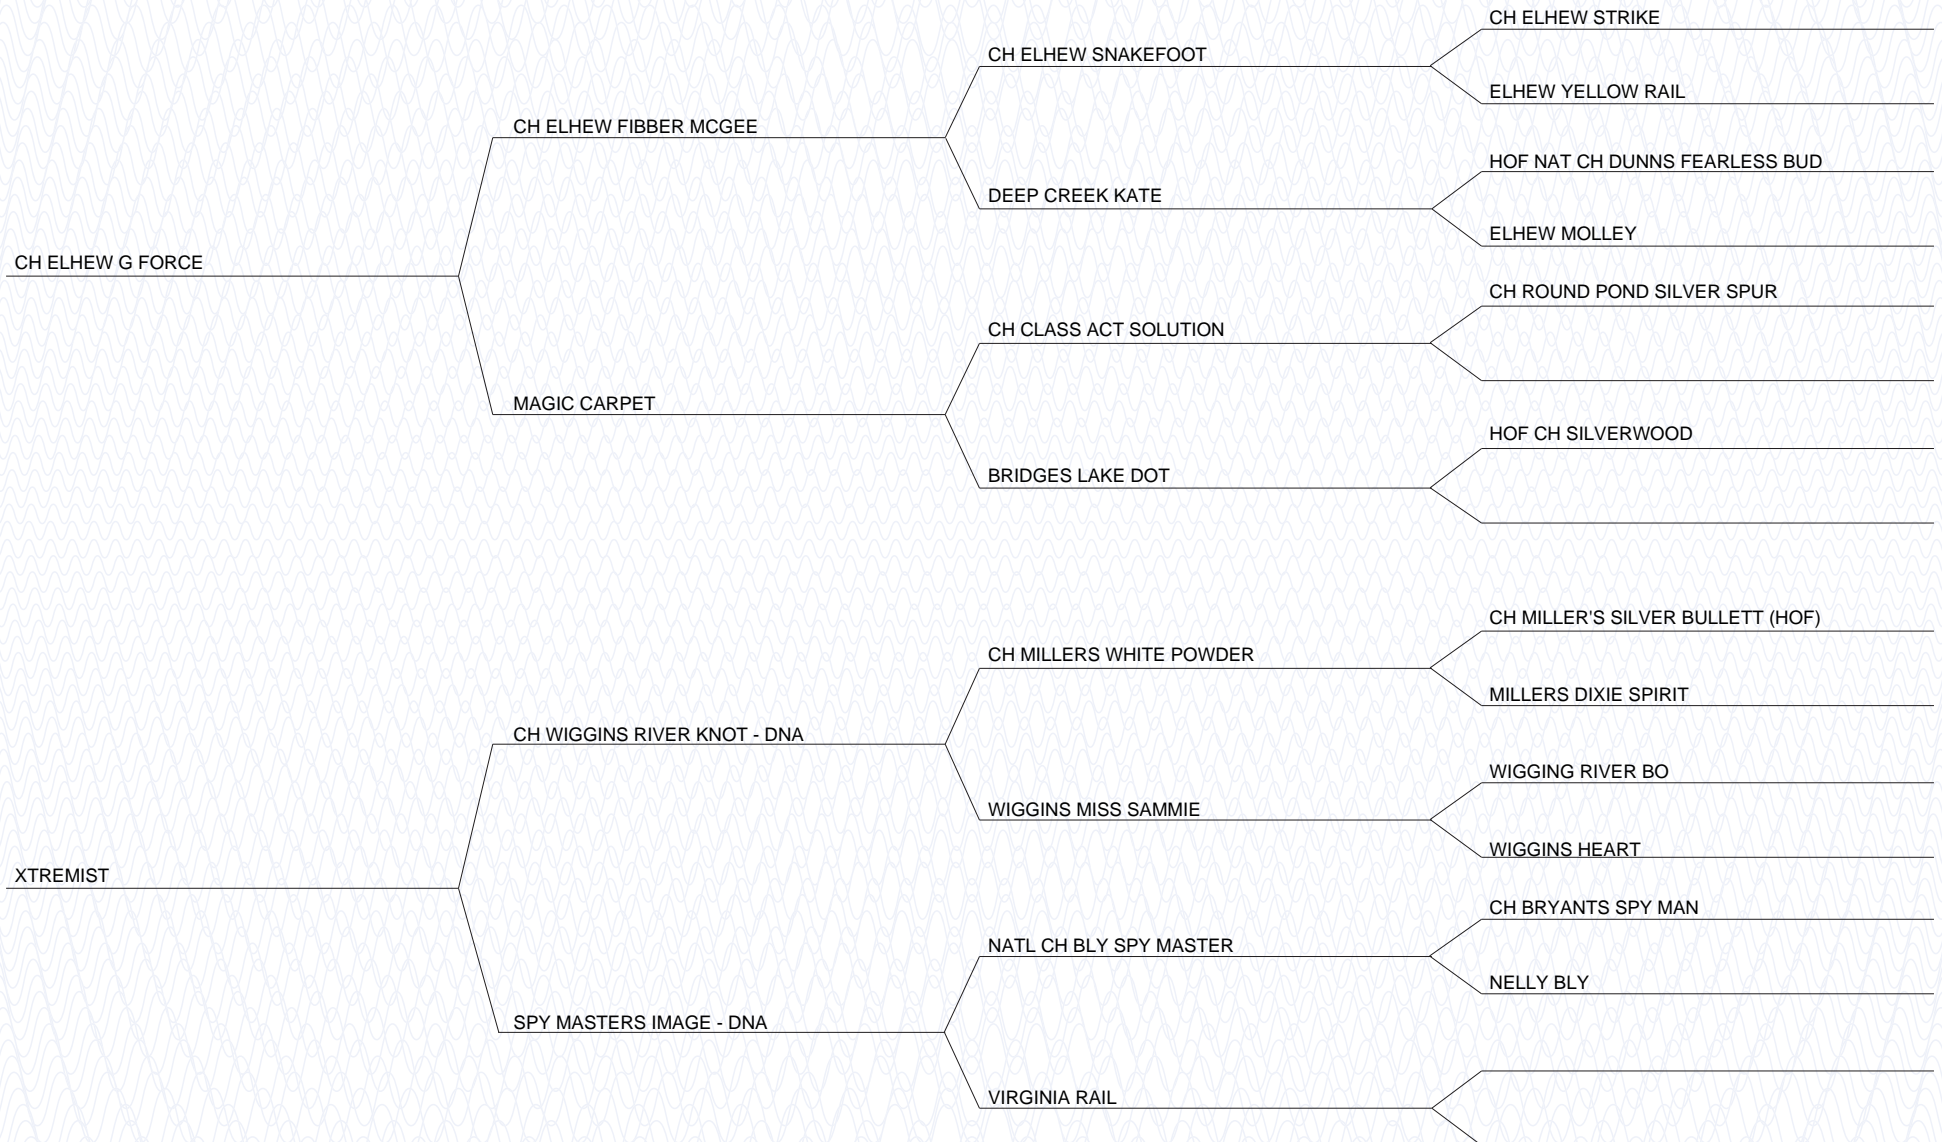 CH ELHEW STRIKE
CH ELHEW SNAKEFOOT
ELHEW YELLOW RAIL
CH ELHEW FIBBER MCGEE
HOF NAT CH DUNNS FEARLESS BUD
DEEP CREEK KATE
ELHEW MOLLEY
CH ELHEW G FORCE
CH ROUND POND SILVER SPUR
CH CLASS ACT SOLUTION
MAGIC CARPET
HOF CH SILVERWOOD
BRIDGES LAKE DOT
CH MILLER'S SILVER BULLETT (HOF)
CH MILLERS WHITE POWDER
MILLERS DIXIE SPIRIT
CH WIGGINS RIVER KNOT - DNA
WIGGING RIVER BO
WIGGINS MISS SAMMIE
WIGGINS HEART
XTREMIST
CH BRYANTS SPY MAN
NATL CH BLY SPY MASTER
NELLY BLY
SPY MASTERS IMAGE - DNA
VIRGINIA RAIL